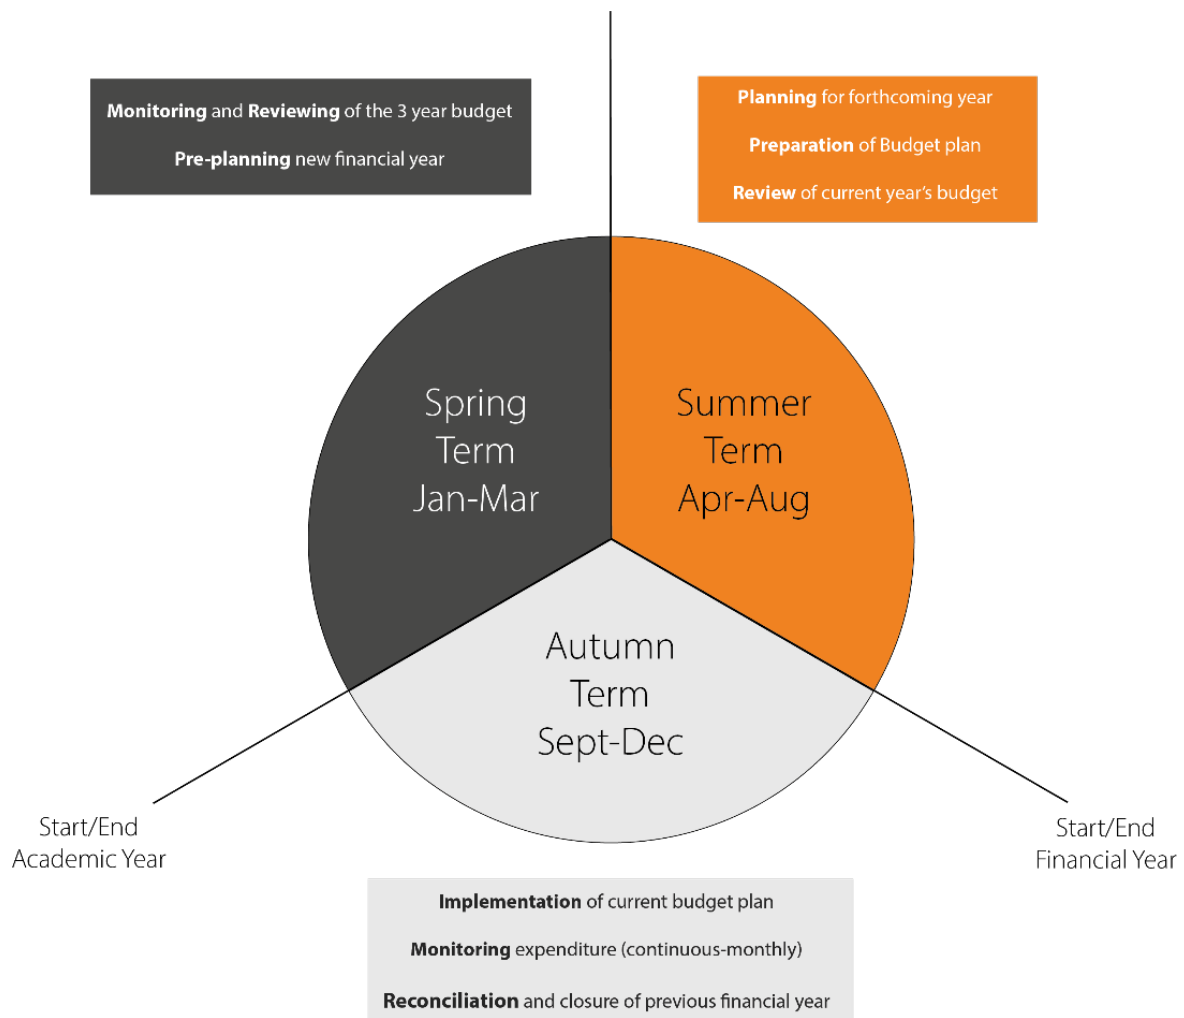 Monitoring and Reviewing of the 3 year budget
Pre-planning new financial year
Planning for forthcoming year
Preparation of Budget plan
Review of current year's budget
Spring
Term
Jan-Mar
Summer
Term
Apr-Aug
Autumn
Term
Sept-Dec
Start/End
Academic Year
Start/End
Financial Year
Implementation of current budget plan
Monitoring expenditure (continuous-monthly)
Reconciliation and closure of previous financial year